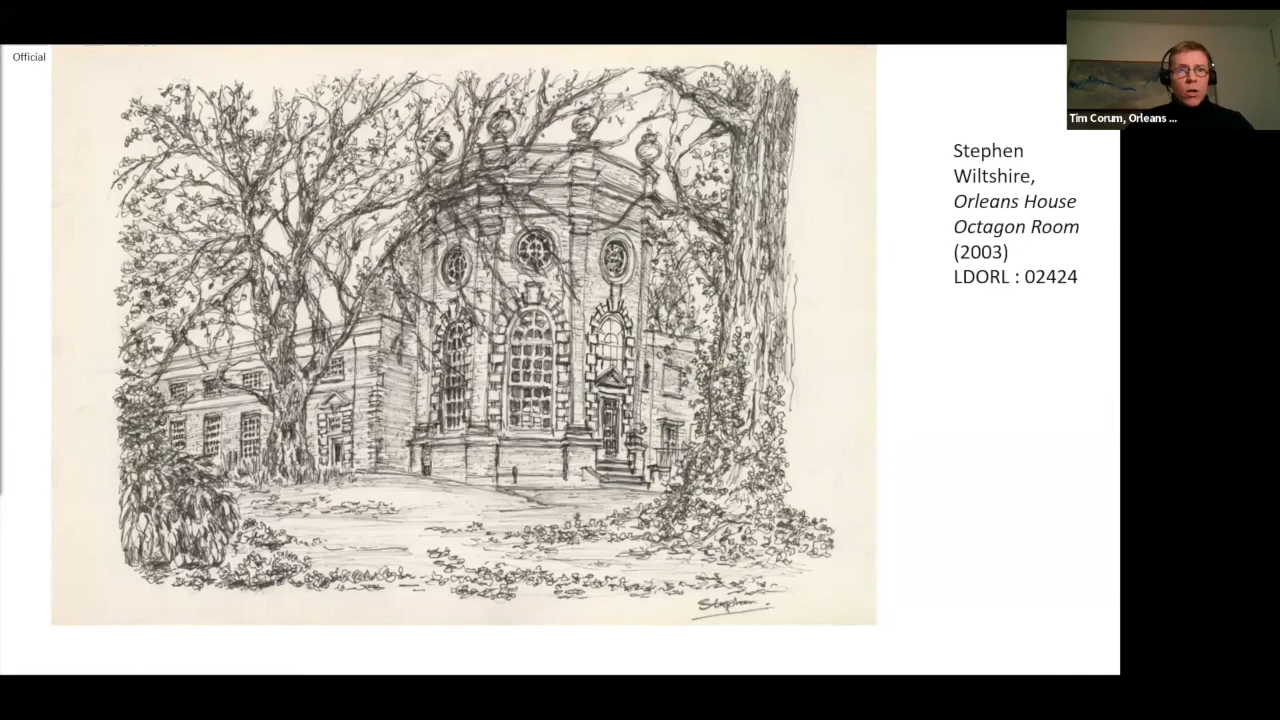 Official
Tim Corum, Orleans ...
Stephen
Wiltshire,
Orleans House
Octagon Room
(2003)
LDORL : 02424
Stephen